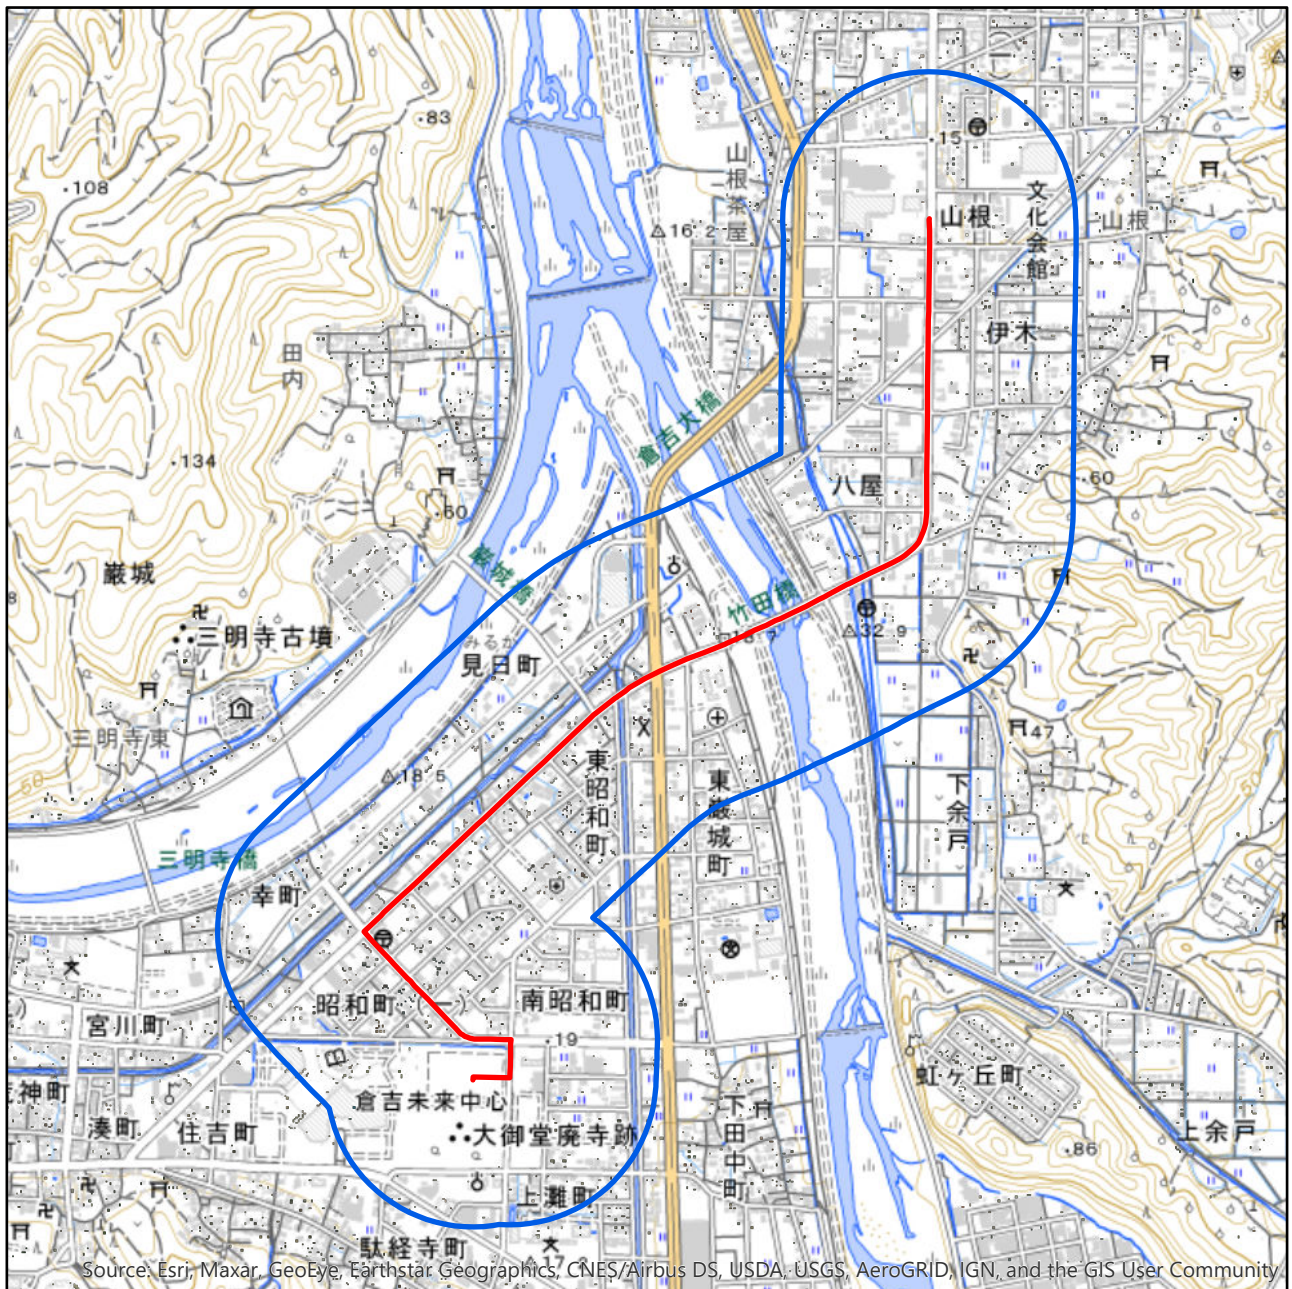 83
108
15
山根茶屋
文化会館
山根
山根
16.2
田内
伊木
倉吉大橋
134
60
60
八屋
巌城
巌城橋
竹田橋
三明寺古墳
32.9
見日町
三明寺東
47
50
18.5
東昭和町
東巌城町
下余戸
三明寺橋
幸町
昭和町(一)
南昭和町
宮川町
19
虹ヶ丘町
倉吉未来中心
湊町
住吉町
大御堂廃寺跡
下田中町
上余戸
86
上灘町
駄経寺町
17.2
Source: Esri, Maxar, GeoEye, Earthstar Geographics, CNES/Airbus DS, USDA, USGS, AeroGRID, IGN, and the GIS User Community